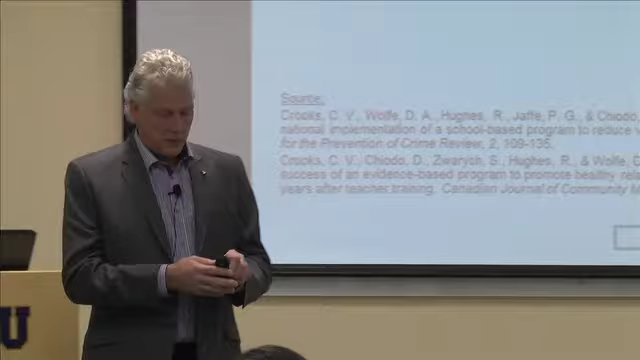 Source:
Crooks, C. V., Wolfe, D. A., Hughes, R., Jaffe, P. G., & Chiodo,
national implementation of a school-based program to reduce
for the Prevention of Crime Review, 2, 109-135.
Crooks, C. V., Chiodo, D., Zwarych, S., Hughes, R., & Wolfe, D
success of an evidence-based program to promote healthy rela
years after teacher training. Canadian Journal of Community
U